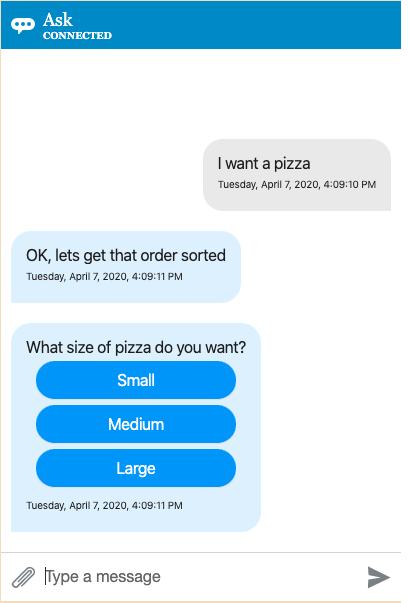 Ask
CONNECTED
I want a pizza
Tuesday, April 7, 2020, 4:09:10 PM
OK, lets get that order sorted
Tuesday, April 7, 2020, 4:09:11 PM
What size of pizza do you want?
Small
Medium
Large
Tuesday, April 7, 2020, 4:09:11 PM
Type a message